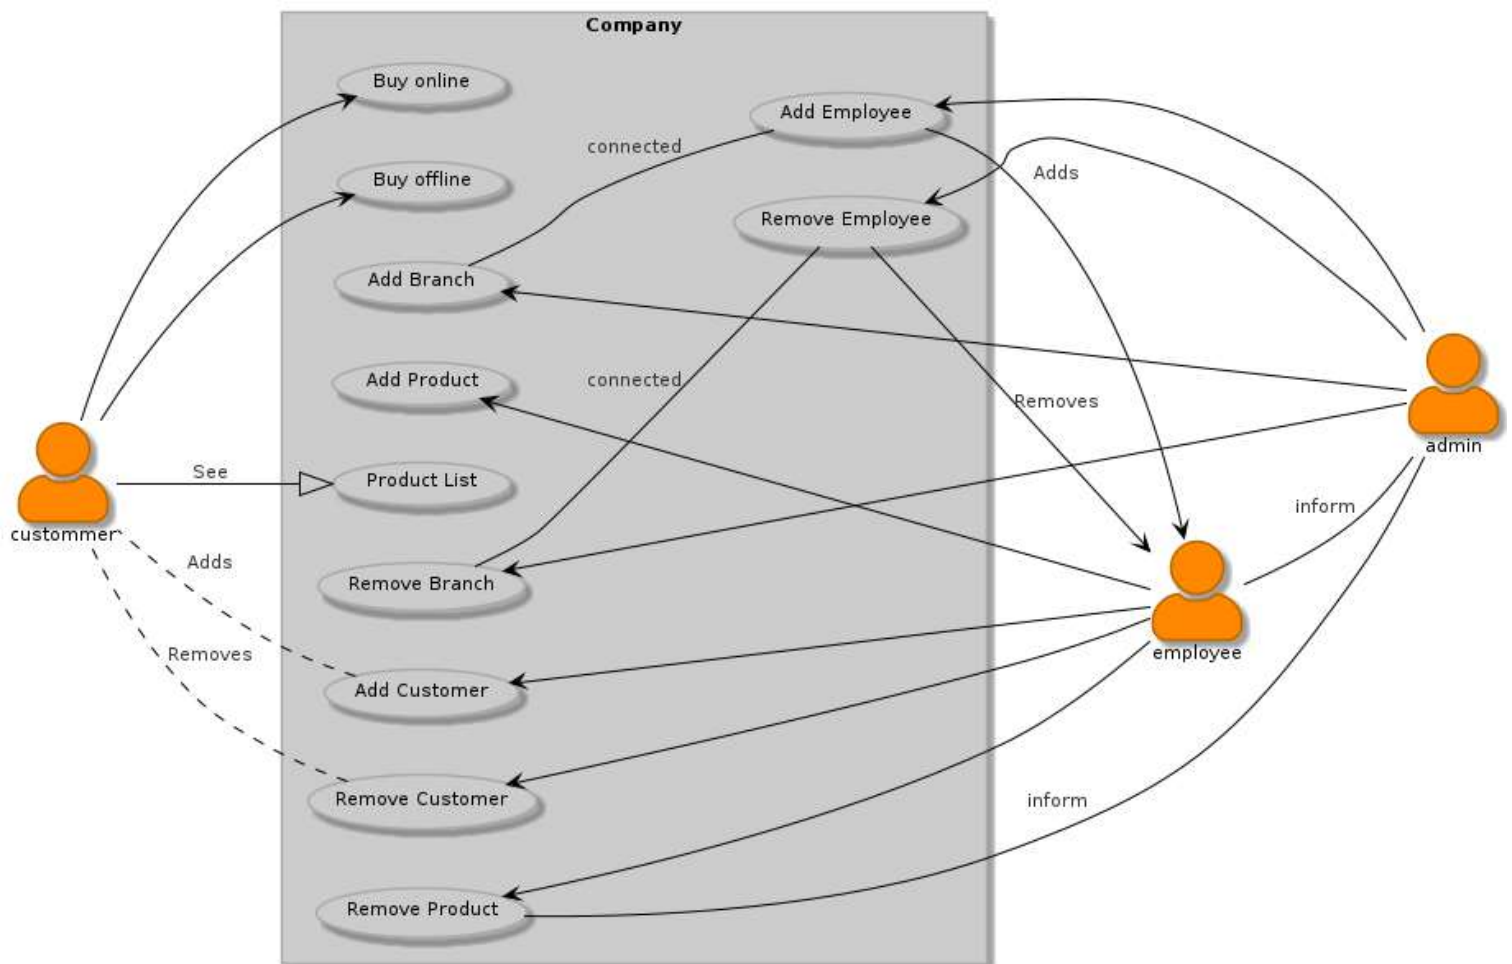 Company
Buy online
Add Employee
connected
Adds
Buy offline
Remove Employee
Add Branch
Add Product
connected
Removes
admin
See
Product List
inform
custommer
Adds
Remove Branch
employee
Removes
Add Customer
Remove Customer
inform
Remove Product